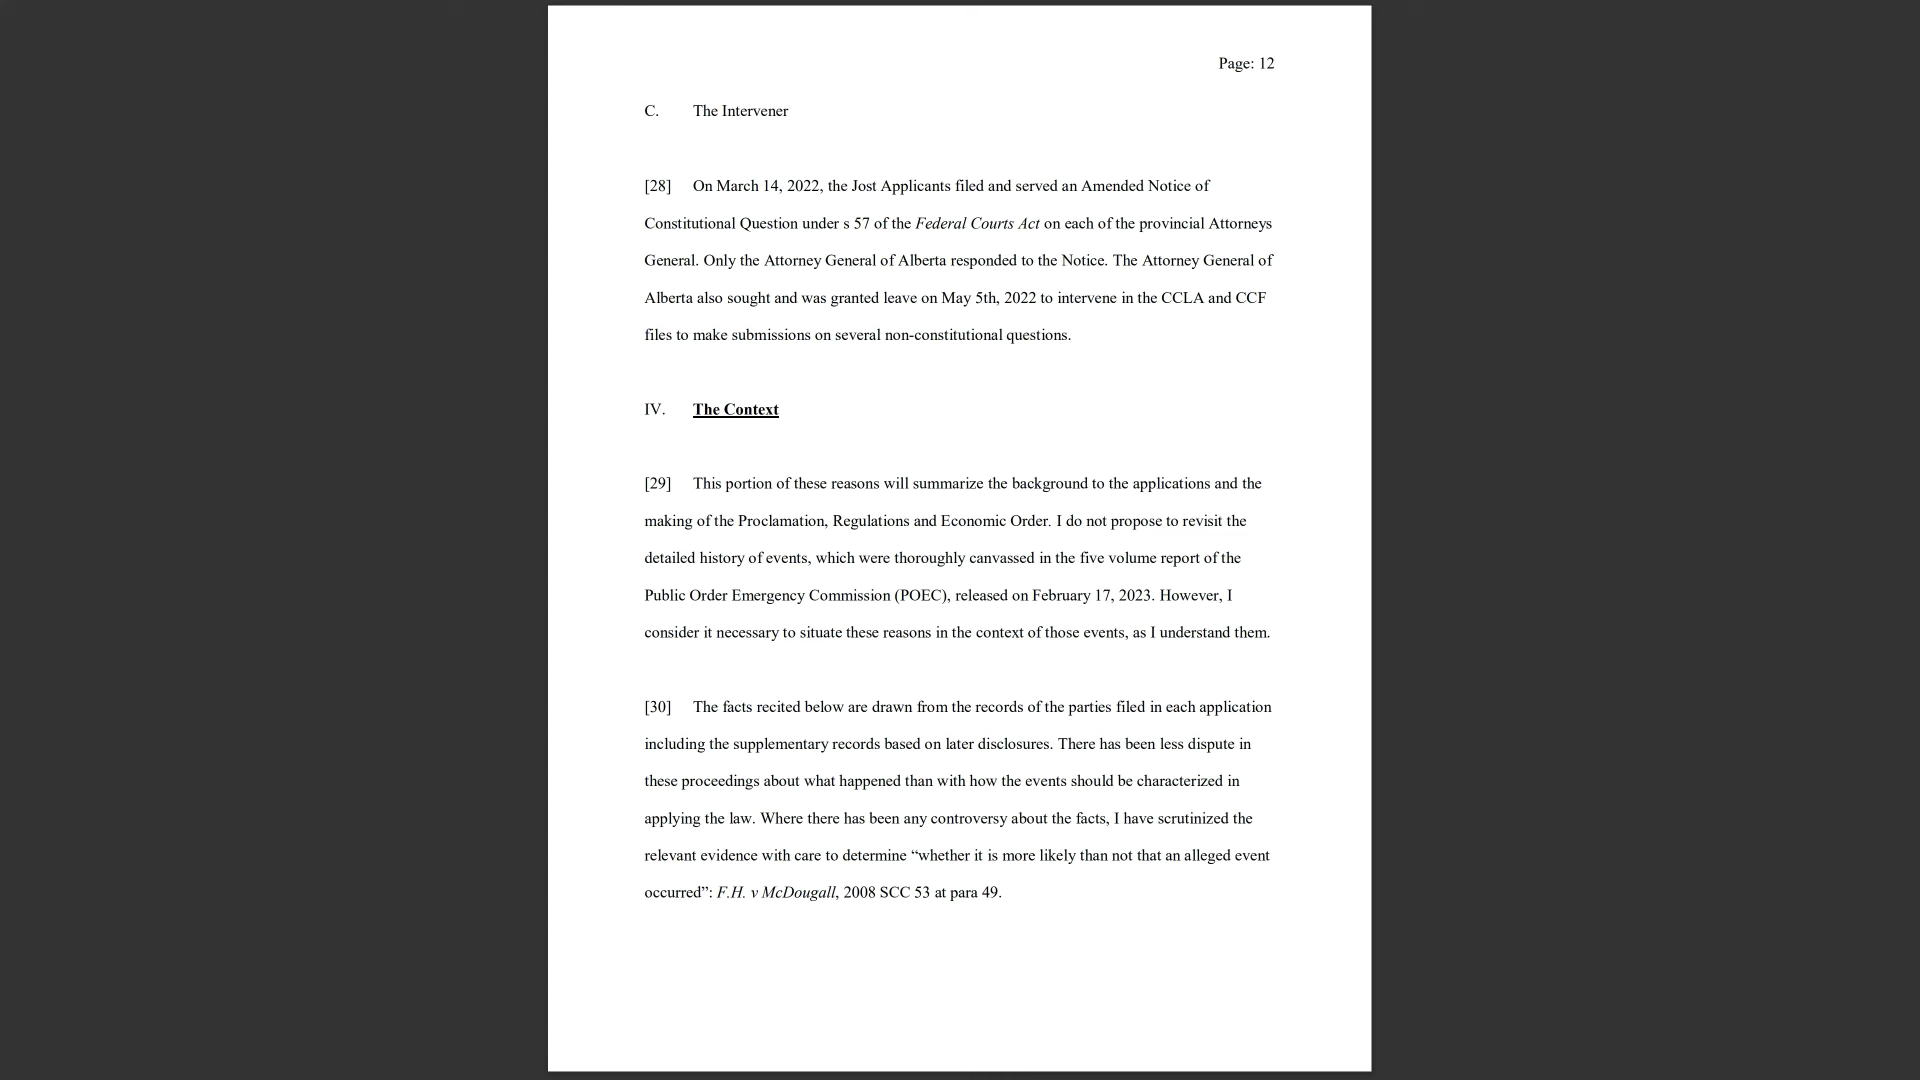 Page: 12
C. The Intervener
[28] On March 14, 2022, the Jost Applicants filed and served an Amended Notice of
Constitutional Question under s 57 of the Federal Courts Act on each of the provincial Attorneys
General. Only the Attorney General of Alberta responded to the Notice. The Attorney General of
Alberta also sought and was granted leave on May 5th, 2022 to intervene in the CCLA and CCF
files to make submissions on several non-constitutional questions.
IV. The Context
[29] This portion of these reasons will summarize the background to the applications and the
making of the Proclamation, Regulations and Economic Order. I do not propose to revisit the
detailed history of events, which were thoroughly canvassed in the five volume report of the
Public Order Emergency Commission (POEC), released on February 17, 2023. However, I
consider it necessary to situate these reasons in the context of those events, as I understand them.
[30] The facts recited below are drawn from the records of the parties filed in each application
including the supplementary records based on later disclosures. There has been less dispute in
these proceedings about what happened than with how the events should be characterized in
applying the law. Where there has been any controversy about the facts, I have scrutinized the
relevant evidence with care to determine “whether it is more likely than not that an alleged event
occurred”: F.H. v McDougall, 2008 SCC 53 at para 49.